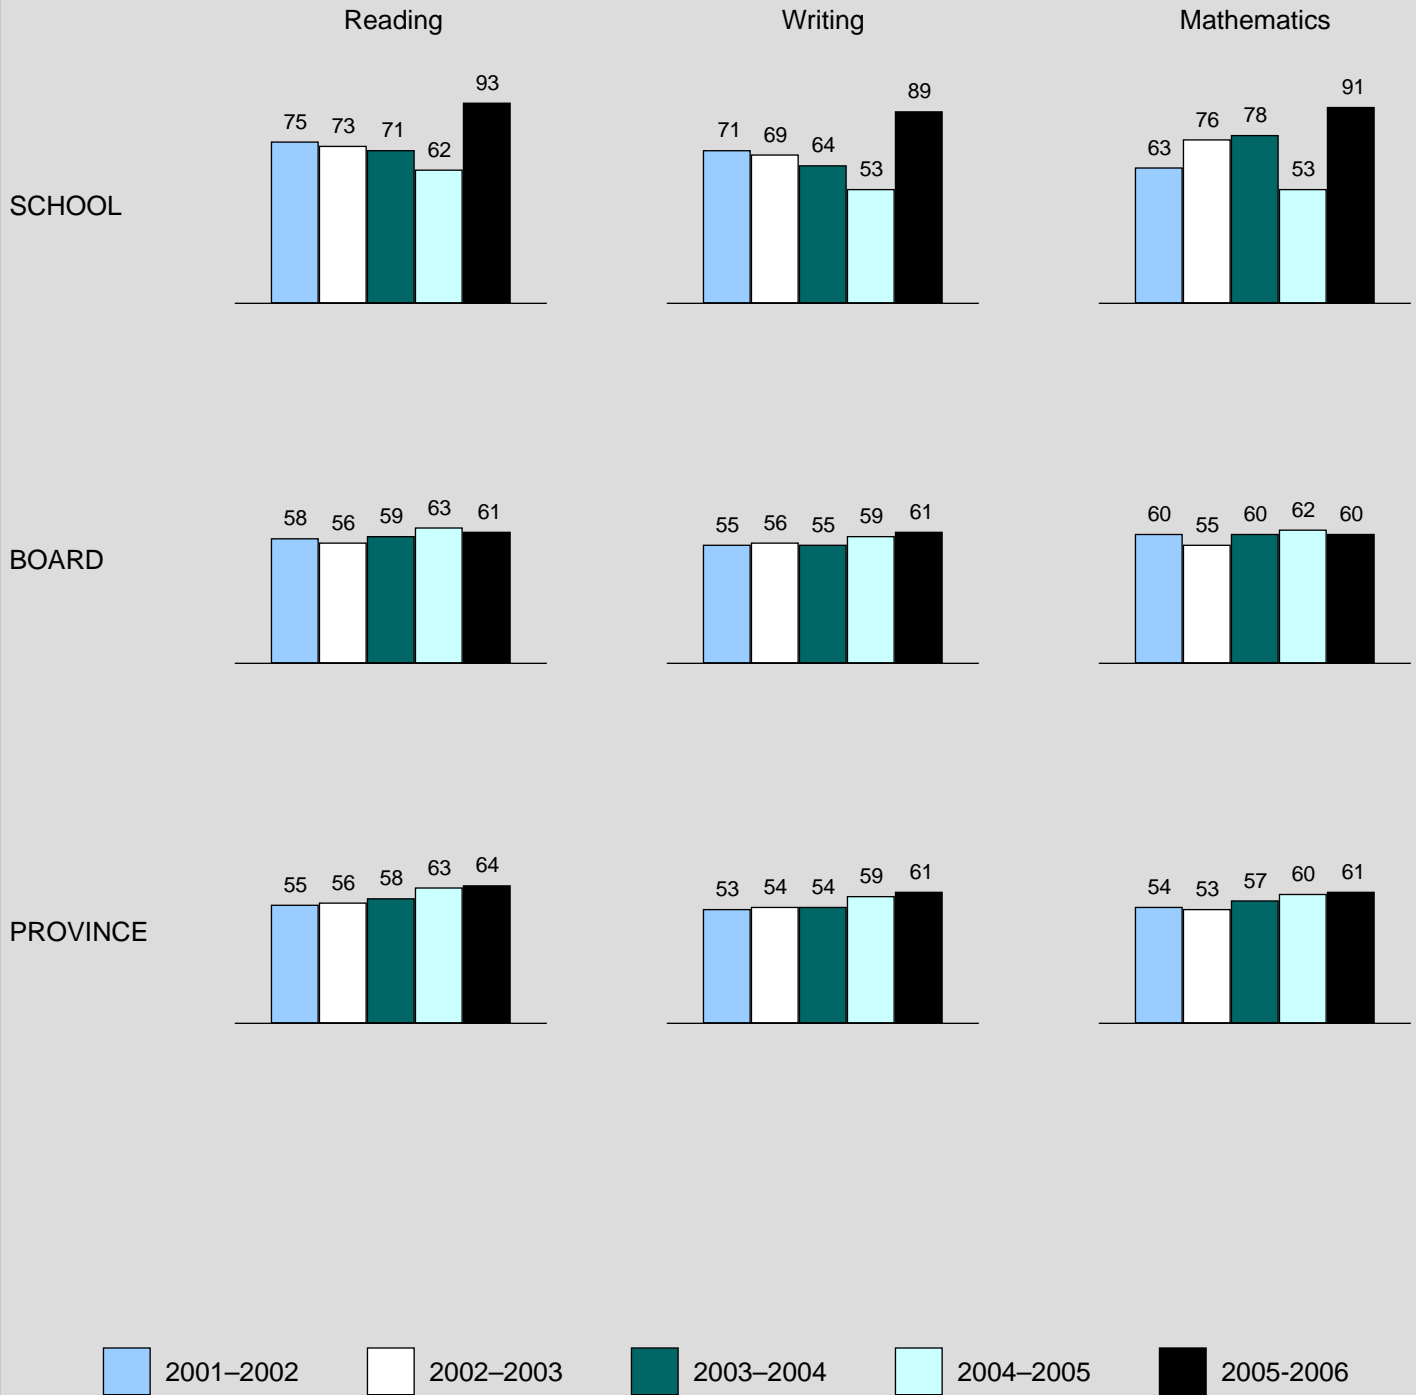 Reading Writing Mathematics
SCHOOL
75 73 71 62 93
71 69 64 53 89
63 76 78 53 91
BOARD
58 56 59 63 61
55 56 55 59 61
60 55 60 62 60
PROVINCE
55 56 58 63 64
53 54 54 59 61
54 53 57 60 61
2001–2002 2002–2003 2003–2004 2004–2005 2005-2006